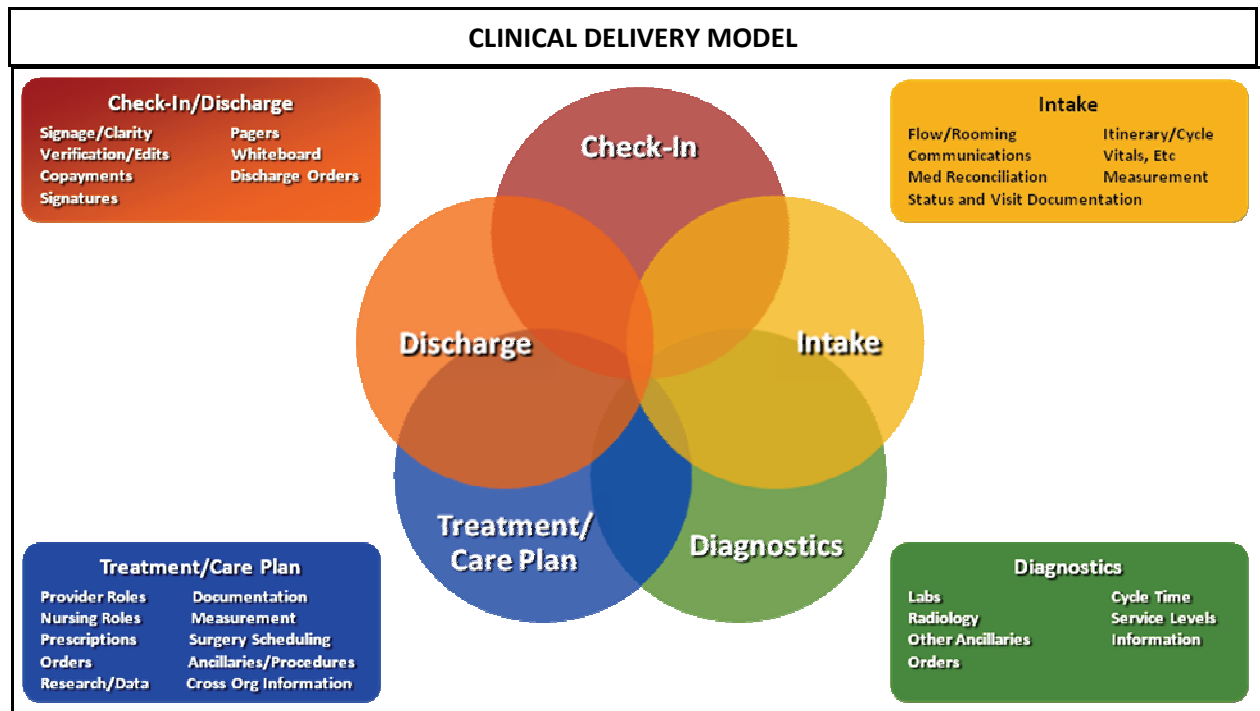 CLINICAL DELIVERY MODEL
Check-In/Discharge
Signage/Clarity Pagers
Verification/Edits Whiteboard
Copayments Discharge Orders
Signatures
Intake
Flow/Rooming Itinerary/Cycle
Communications Vitals, Etc
Med Reconciliation Measurement
Status and Visit Documentation
Check-In
Discharge
Intake
Treatment/
Care Plan
Diagnostics
Treatment/Care Plan
Provider Roles Documentation
Nursing Roles Measurement
Prescriptions Surgery Scheduling
Orders Ancillaries/Procedures
Research/Data Cross Org Information
Diagnostics
Labs Cycle Time
Radiology Service Levels
Other Ancillaries Information
Orders